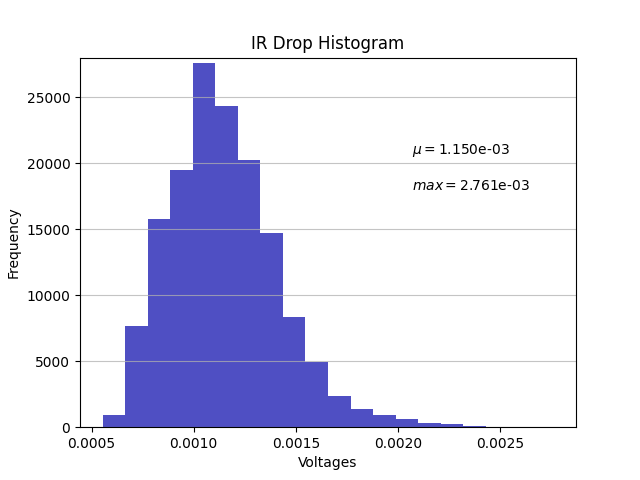 IR Drop Histogram
25000
20000
15000
10000
5000
0
Frequency
μ = 1.150e-03
max = 2.761e-03
0.0005 0.0010 0.0015 0.0020 0.0025
Voltages